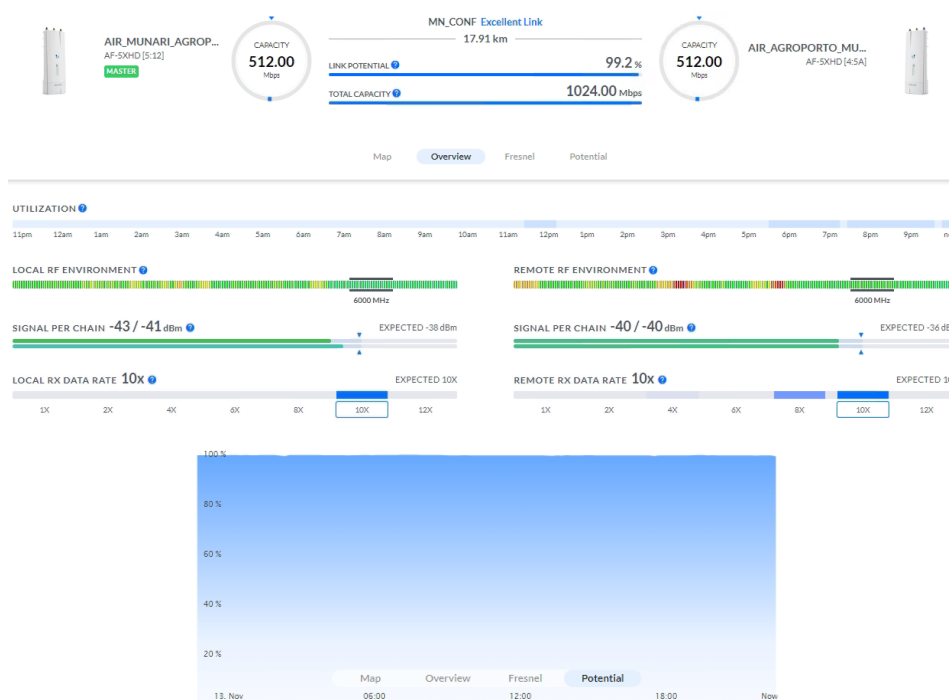 MN_CONF Excellent Link
17.91 km
AIR_MUNARI_AGROP...
AF-5XHD [5:12]
MASTER
CAPACITY
512.00
Mbps
LINK POTENTIAL ? 99.2 %
TOTAL CAPACITY ? 1024.00 Mbps
CAPACITY
512.00
Mbps
AIR_AGROPORTO_MU...
AF-5XHD [4:5A]
Map Overview Fresnel Potential
UTILIZATION ?
11pm 12am 1am 2am 3am 4am 5am 6am 7am 8am 9am 10am 11am 12pm 1pm 2pm 3pm 4pm 5pm 6pm 7pm 8pm 9pm
LOCAL RF ENVIRONMENT ?
6000 MHz
SIGNAL PER CHAIN -43 / -41 dBm ? EXPECTED -38 dBm
LOCAL RX DATA RATE 10X ? EXPECTED 10X
1X 2X 4X 6X 8X 10X 12X
REMOTE RF ENVIRONMENT ?
6000 MHz
SIGNAL PER CHAIN -40 / -40 dBm ? EXPECTED -36 dB
REMOTE RX DATA RATE 10X ? EXPECTED 10
1X 2X 4X 6X 8X 10X 12X
100 %
80 %
60 %
40 %
20 %
Map Overview Fresnel Potential
13. Nov 06:00 12:00 18:00 Now